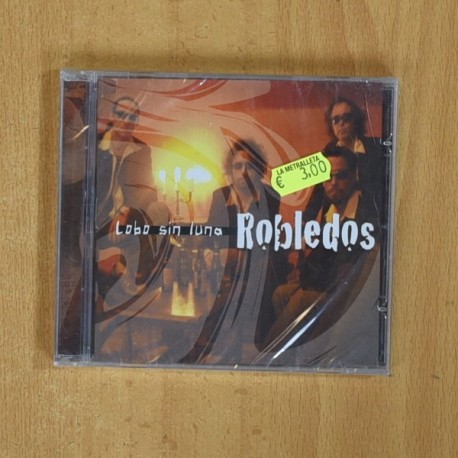 LA METRALLETA
€ 3,00
Lobo sin luna Robledos